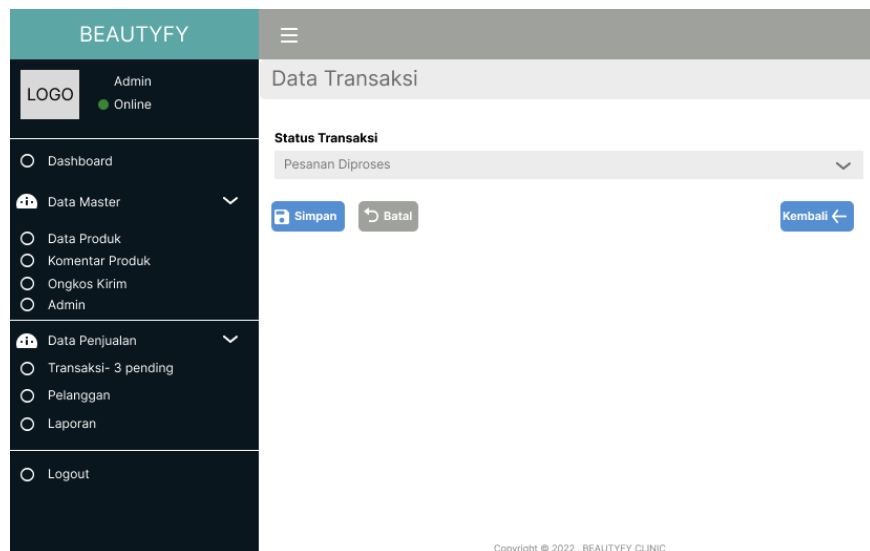 BEAUTYFY
LOGO
Admin
Online
Dashboard
Data Master
Data Produk
Komentar Produk
Ongkos Kirim
Admin
Data Penjualan
Transaksi- 3 pending
Pelanggan
Laporan
Logout
Data Transaksi
Status Transaksi
Pesanan Diproses
Simpan
Batal
Kembali
Copyright © 2022 . BEAUTYFY CLINIC